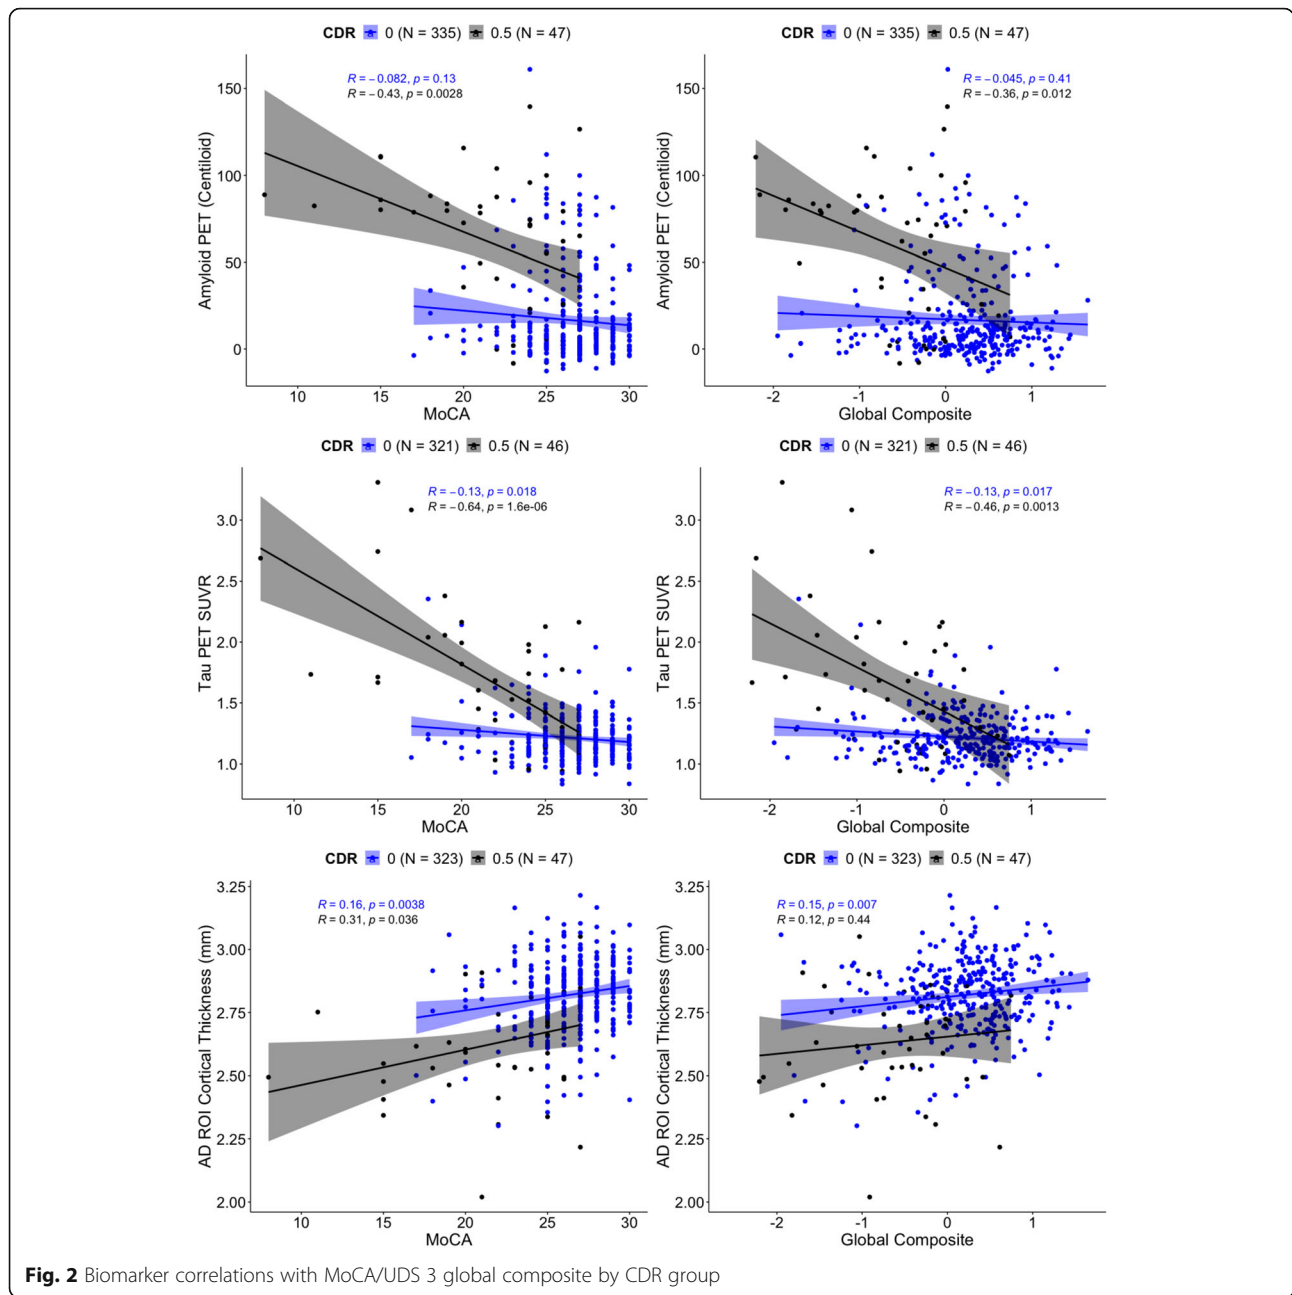 CDR 0 (N = 335) 0.5 (N = 47)
R = −0.082, p = 0.13
R = −0.43, p = 0.0028
Amyloid PET (Centiloid)
150
100
50
0
10 15 20 25 30
MoCA
CDR 0 (N = 335) 0.5 (N = 47)
R = −0.045, p = 0.41
R = −0.36, p = 0.012
Amyloid PET (Centiloid)
150
100
50
0
-2 -1 0 1
Global Composite
CDR 0 (N = 321) 0.5 (N = 46)
R = −0.13, p = 0.018
R = −0.64, p = 1.6e-06
Tau PET SUVR
3.0
2.5
2.0
1.5
1.0
10 15 20 25 30
MoCA
CDR 0 (N = 321) 0.5 (N = 46)
R = −0.13, p = 0.017
R = −0.46, p = 0.0013
Tau PET SUVR
3.0
2.5
2.0
1.5
1.0
-2 -1 0 1
Global Composite
CDR 0 (N = 323) 0.5 (N = 47)
R = 0.16, p = 0.0038
R = 0.31, p = 0.036
AD ROI Cortical Thickness (mm)
3.25
3.00
2.75
2.50
2.25
2.00
10 15 20 25 30
MoCA
CDR 0 (N = 323) 0.5 (N = 47)
R = 0.15, p = 0.007
R = 0.12, p = 0.44
AD ROI Cortical Thickness (mm)
3.25
3.00
2.75
2.50
2.25
2.00
-2 -1 0 1
Global Composite
Fig. 2 Biomarker correlations with MoCA/UDS 3 global composite by CDR group